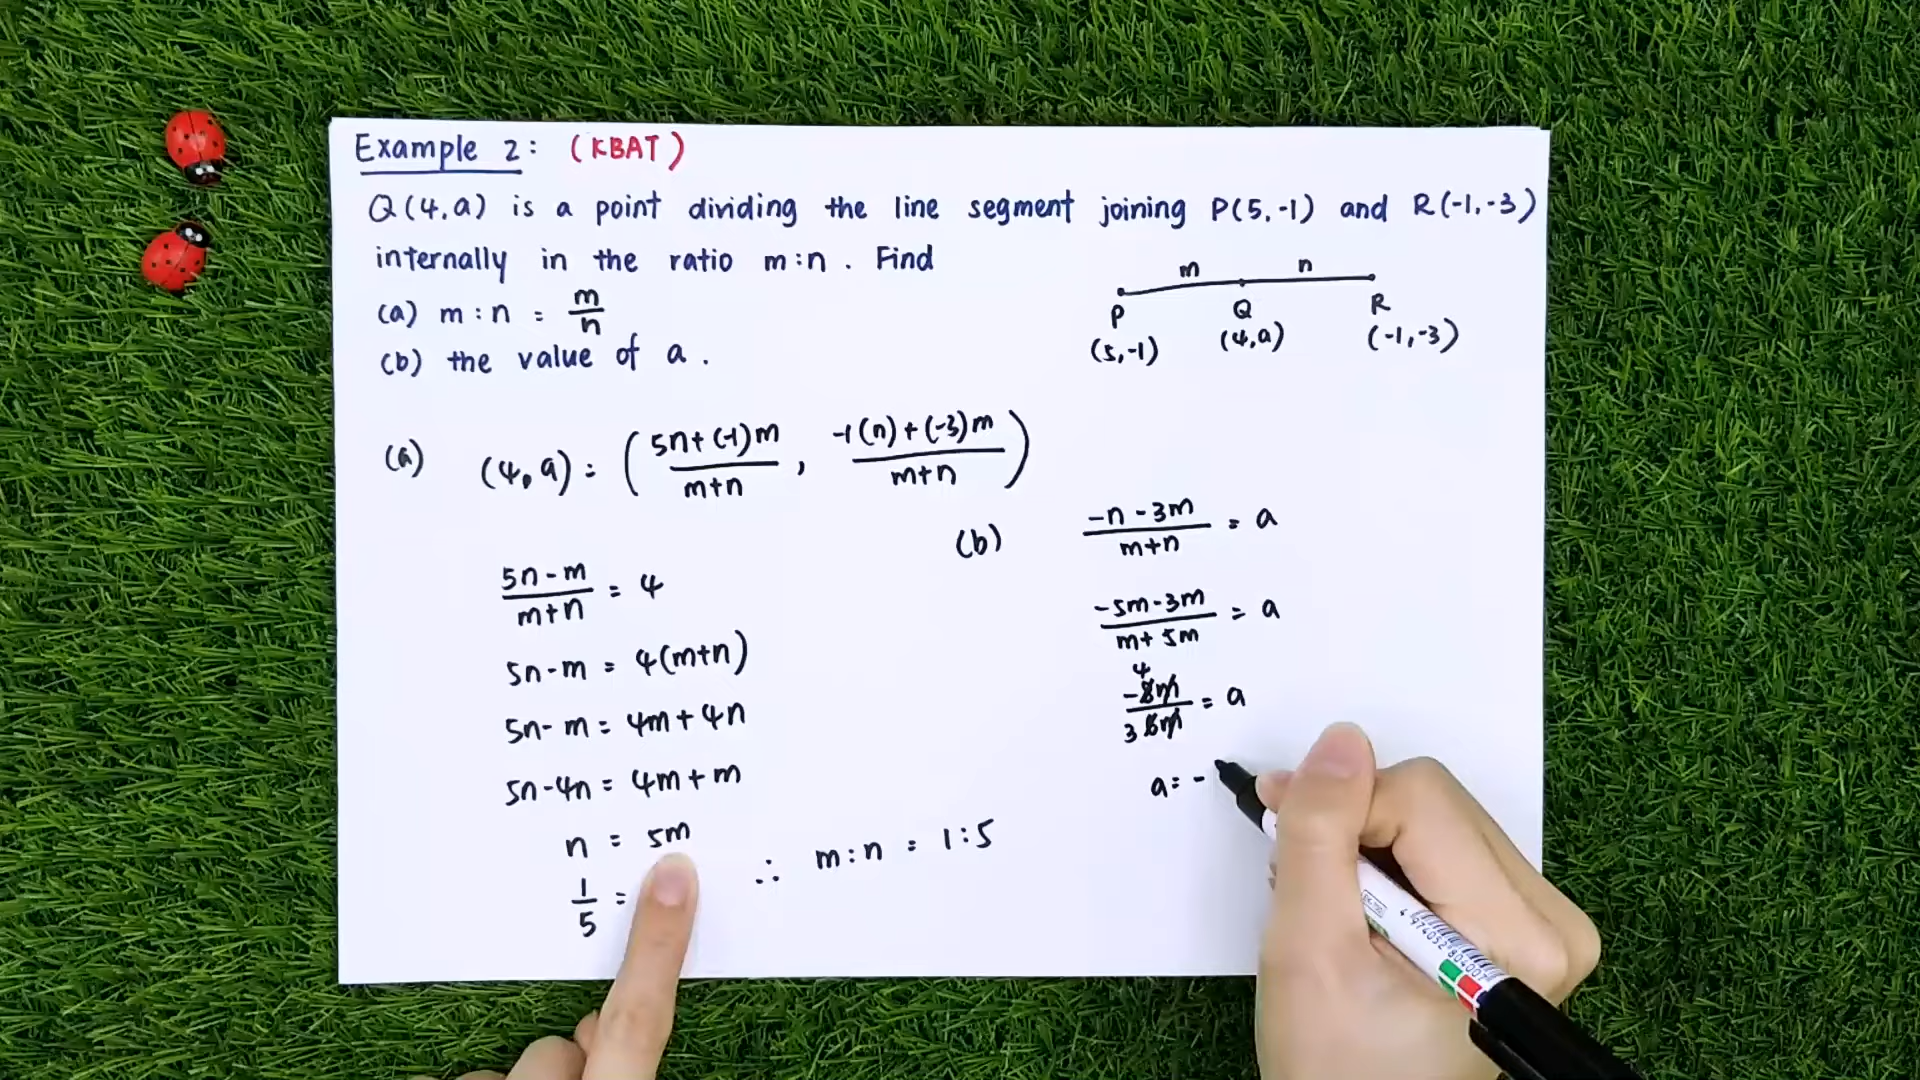 Example 2: (KBAT)
Q(4,a) is a point dividing the line segment joining P(5,-1) and R(-1,-3)
internally in the ratio m:n. Find
(a) m:n = m/n
(b) the value of a.
m n
P Q R
(5,-1) (4,a) (-1,-3)
(a) (4,a) = ( (5n+(-1)m)/(m+n) , (-1(n)+(-3)m)/(m+n) )
(5n-m)/(m+n) = 4
5n-m = 4(m+n)
5n-m = 4m+4n
5n-4n = 4m+m
n = 5m
1/5 =
∴ m:n = 1:5
(b) (-n-3m)/(m+n) = a
(-5m-3m)/(m+5m) = a
4
-8m/3 6m = a
a = -
4 974052 80400